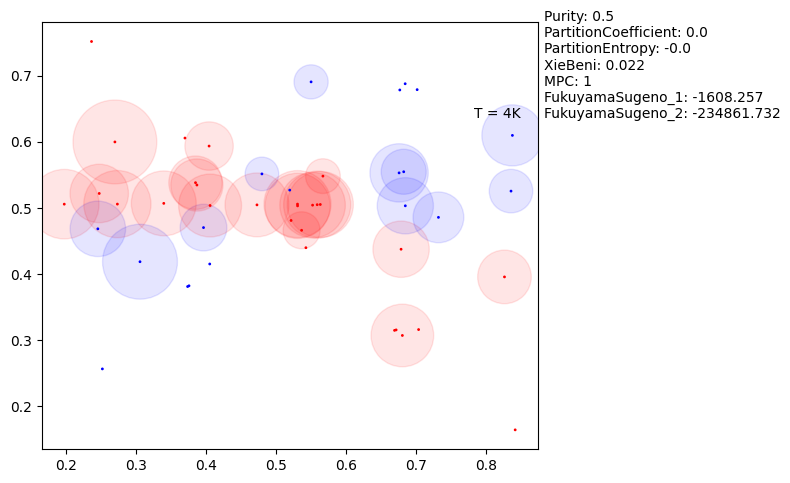 Purity: 0.5
PartitionCoefficient: 0.0
PartitionEntropy: -0.0
XieBeni: 0.022
MPC: 1
FukuyamaSugeno_1: -1608.257
FukuyamaSugeno_2: -234861.732
T = 4K
0.7
0.6
0.5
0.4
0.3
0.2
0.2 0.3 0.4 0.5 0.6 0.7 0.8